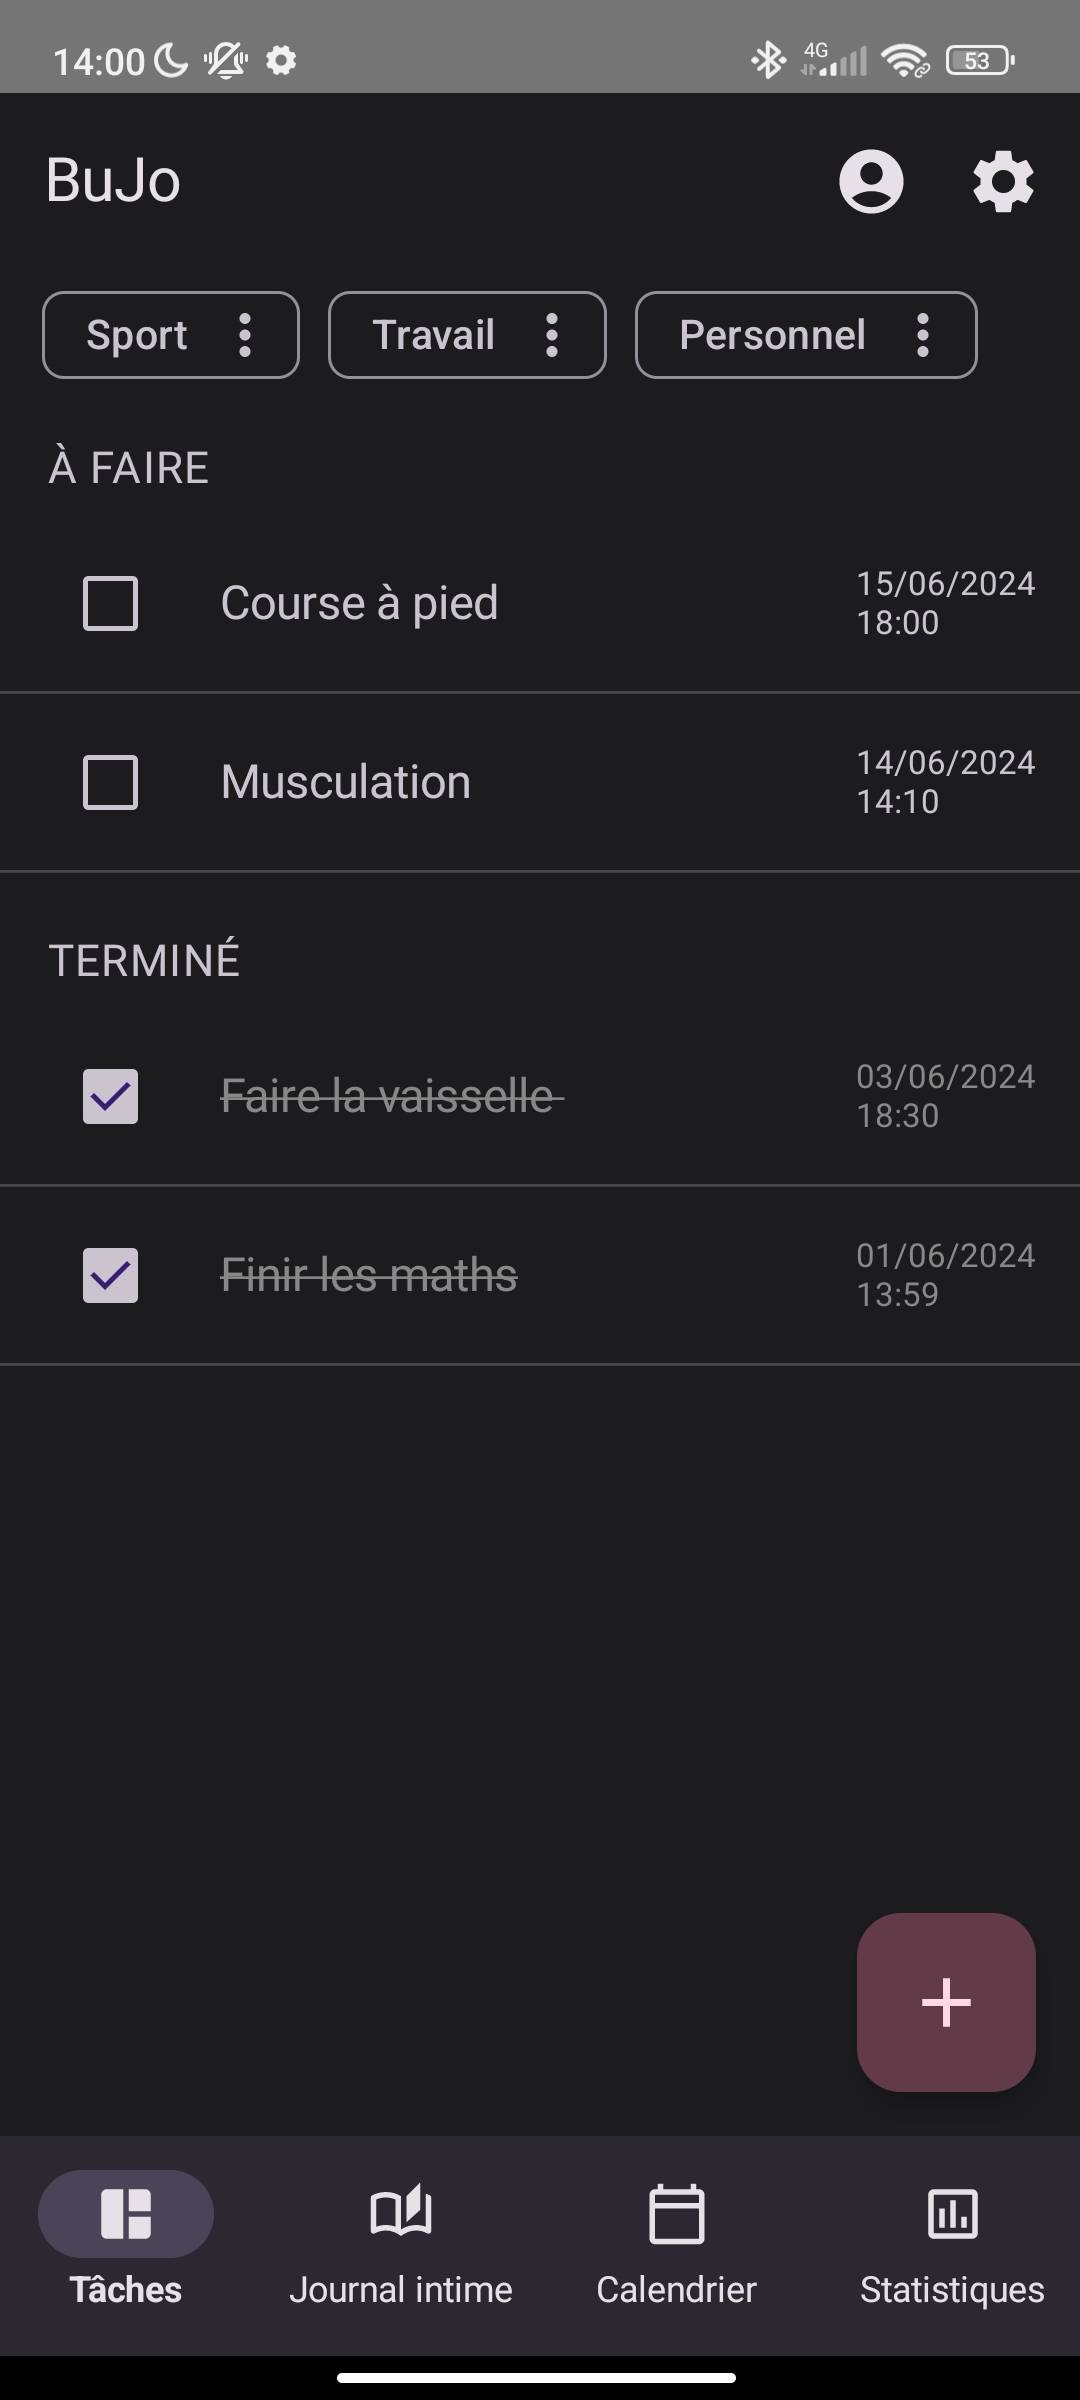 14:00
4G
53
BuJo
Sport
Travail
Personnel
À FAIRE
Course à pied
15/06/2024
18:00
Musculation
14/06/2024
14:10
TERMINÉ
Faire la vaisselle
03/06/2024
18:30
Finir les maths
01/06/2024
13:59
Tâches
Journal intime
Calendrier
Statistiques